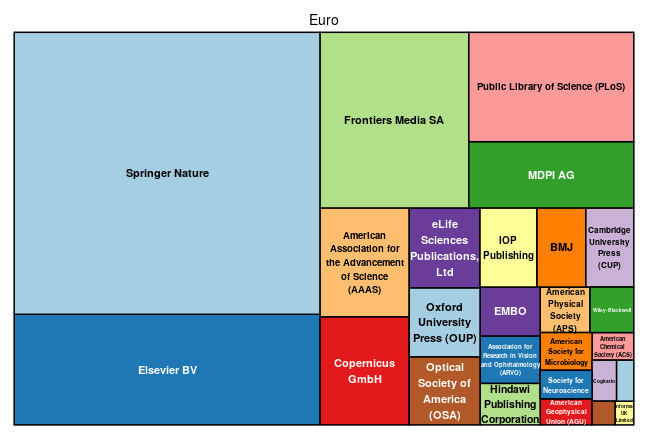 Euro
Springer Nature
Elsevier BV
Frontiers Media SA
Public Library of Science (PLoS)
MDPI AG
American
Association for
the Advancement
of Science
(AAAS)
Copernicus
GmbH
eLife
Sciences
Publications,
Ltd
Oxford
University
Press (OUP)
Optical
Society of
America
(OSA)
IOP
Publishing
BMJ
Cambridge
University
Press
(CUP)
EMBO
Association for
Research in Vision
and Ophthalmology
(ARVO)
Hindawi
Publishing
Corporation
American
Physical
Society
(APS)
Wiley-Blackwell
American
Society for
Microbiology
Society for
Neuroscience
American
Geophysical
Union (AGU)
American
Chemical
Society (ACS)
Cogitatio
Informa
UK
Limited